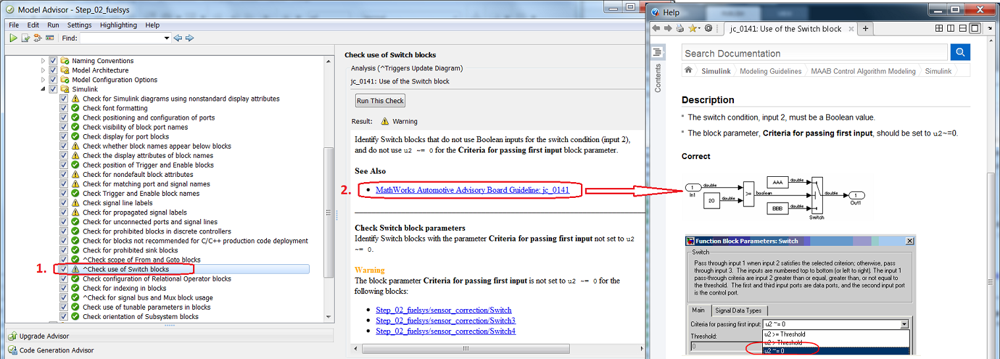 Model Advisor - Step_02_fuelsys
File Edit Run Settings Highlighting Help
Find:
Naming Conventions
Model Architecture
Model Configuration Options
Simulink
Check for Simulink diagrams using nonstandard display attributes
Check font formatting
Check positioning and configuration of ports
Check visibility of block port names
Check display for port blocks
Check whether block names appear below blocks
Check the display attributes of block names
Check position of Trigger and Enable blocks
Check for nondefault block attributes
Check for matching port and signal names
Check Trigger and Enable block names
Check signal line labels
Check for propagated signal labels
Check for unconnected ports and signal lines
Check for prohibited blocks in discrete controllers
Check for blocks not recommended for C/C++ production code deployment
Check for prohibited sink blocks
^Check scope of From and Goto blocks
1. ^Check use of Switch blocks
Check configuration of Relational Operator blocks
Check for indexing in blocks
^Check for signal bus and Mux block usage
Check use of tunable parameters in blocks
Check orientation of Subsystem blocks
Upgrade Advisor
Code Generation Advisor
Check use of Switch blocks
Analysis (^Triggers Update Diagram)
jc_0141: Use of the Switch block
Run This Check
Result: Warning
Identify Switch blocks that do not use Boolean inputs for the switch condition (input 2),
and do not use u2 ~= 0 for the Criteria for passing first input block parameter.
See Also
2. • MathWorks Automotive Advisory Board Guideline: jc_0141
Check Switch block parameters
Identify Switch blocks with the parameter Criteria for passing first input not set to u2
~= 0.
Warning
The block parameter Criteria for passing first input is not set to u2 ~= 0 for the
following blocks:
• Step_02_fuelsys/sensor_correction/Switch
• Step_02_fuelsys/sensor_correction/Switch3
• Step_02_fuelsys/sensor_correction/Switch4
Help
jc_0141: Use of the Switch block
Contents
Search Documentation
Simulink Modeling Guidelines MAAB Control Algorithm Modeling Simulink
Description
The switch condition, input 2, must be a Boolean value.
The block parameter, Criteria for passing first input, should be set to u2~=0.
Correct
1 double
In1
20 double
>= boolean
AAA double
BBB double
Switch
1
Out1
Function Block Parameters: Switch
Switch
Pass through input 1 when input 2 satisfies the selected criterion; otherwise, pass
through input 3. The inputs are numbered top to bottom (or left to right). The input 1
pass-through criteria are input 2 greater than or equal, greater than, or not equal
to the threshold. The first and third input ports are data ports, and the second input port
is the control port.
Main Signal Data Types
Criteria for passing first input: u2 ~= 0
Threshold:
0
u2 >= Threshold
u2 > Threshold
u2 ~= 0